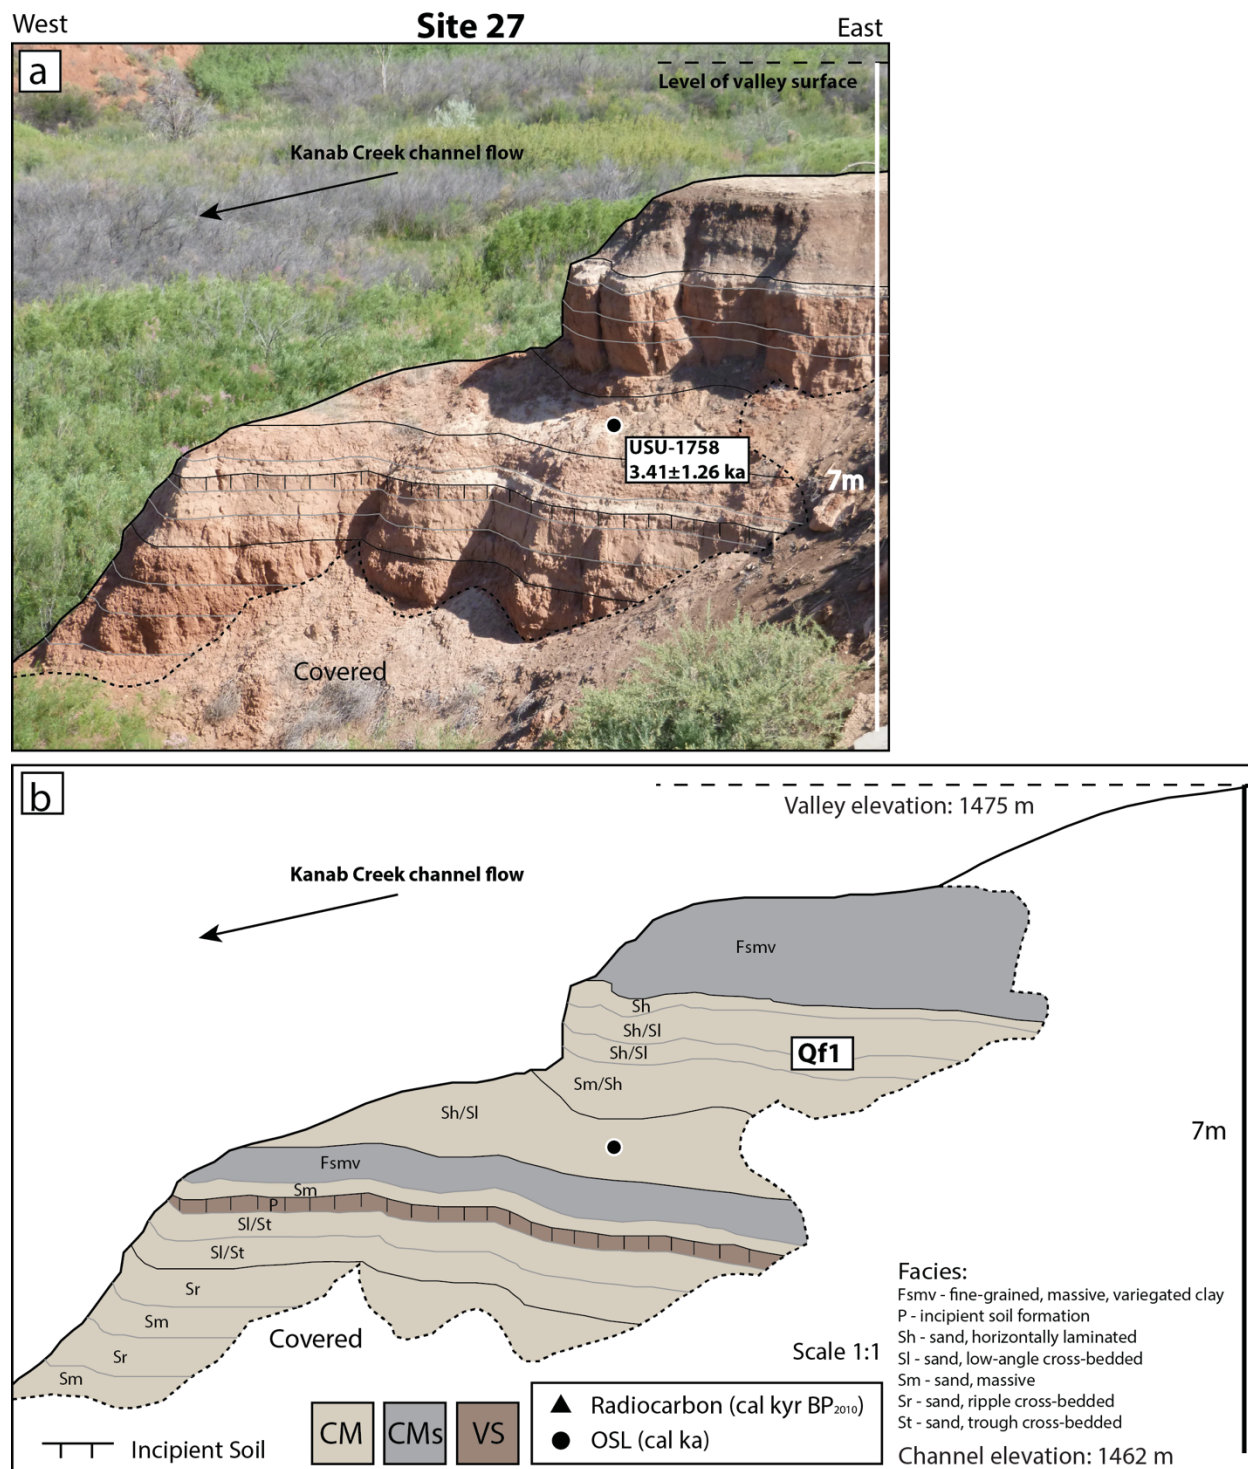 West
Site 27
East
a
Level of valley surface
Kanab Creek channel flow
USU-1758
3.41±1.26 ka
7m
Covered
b
Valley elevation: 1475 m
Kanab Creek channel flow
Fsmv
Sh
Sh/Sl
Sh/Sl
Qf1
Sm/Sh
Sh/Sl
7m
Fsmv
Sm
P
Sl/St
Sl/St
Sr
Sm
Sr
Sm
Covered
Scale 1:1
Facies:
Fsmv - fine-grained, massive, variegated clay
P - incipient soil formation
Sh - sand, horizontally laminated
Sl - sand, low-angle cross-bedded
Sm - sand, massive
Sr - sand, ripple cross-bedded
St - sand, trough cross-bedded
Channel elevation: 1462 m
Incipient Soil
CM
CMs
VS
Radiocarbon (cal kyr BP₂₀₁₀)
OSL (cal ka)